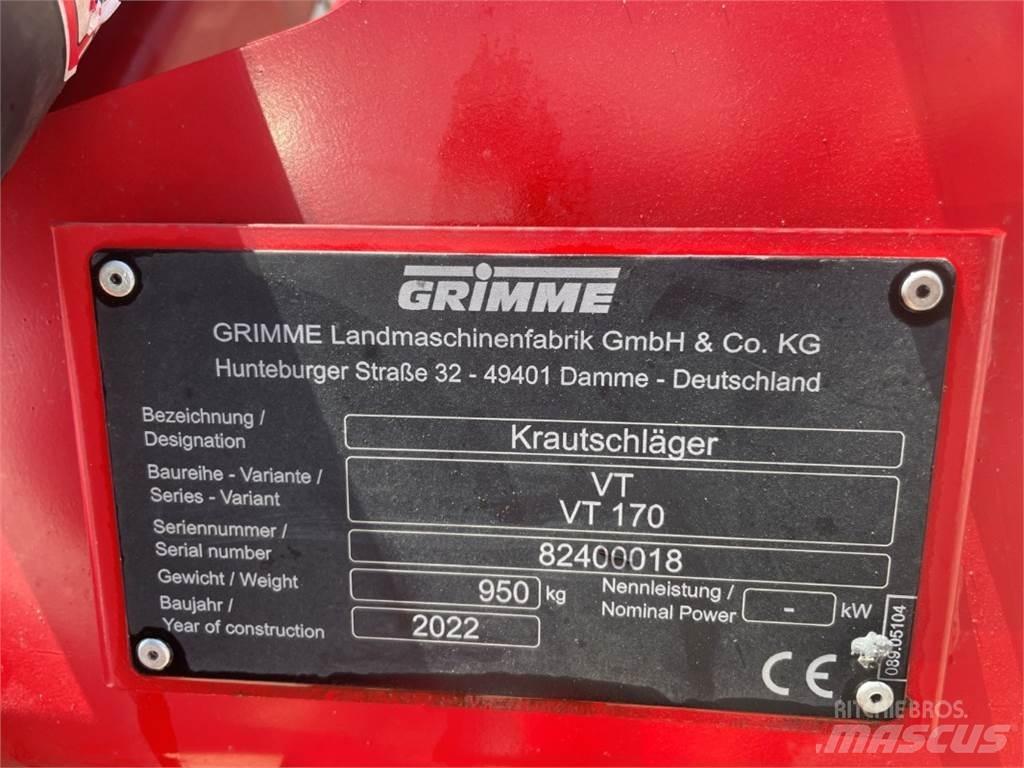 GRIMME
GRIMME Landmaschinenfabrik GmbH & Co. KG
Hunteburger Straße 32 - 49401 Damme - Deutschland
Bezeichnung /
Designation
Krautschläger
Baureihe - Variante /
Series - Variant
VT
VT 170
Seriennummer /
Serial number
82400018
Gewicht / Weight
950 kg
Nennleistung /
Nominal Power
- kW
Baujahr /
Year of construction
2022
CE
089.05104
RITCHIE BROS.
MASCUS